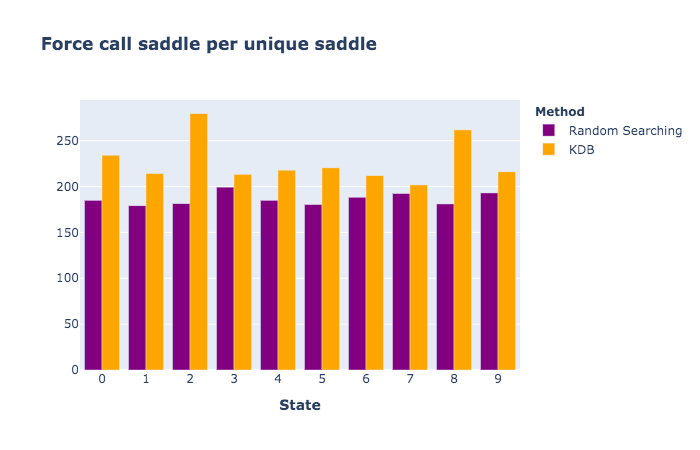 Force call saddle per unique saddle
Method
Random Searching
KDB
250
200
150
100
50
0
0 1 2 3 4 5 6 7 8 9
State